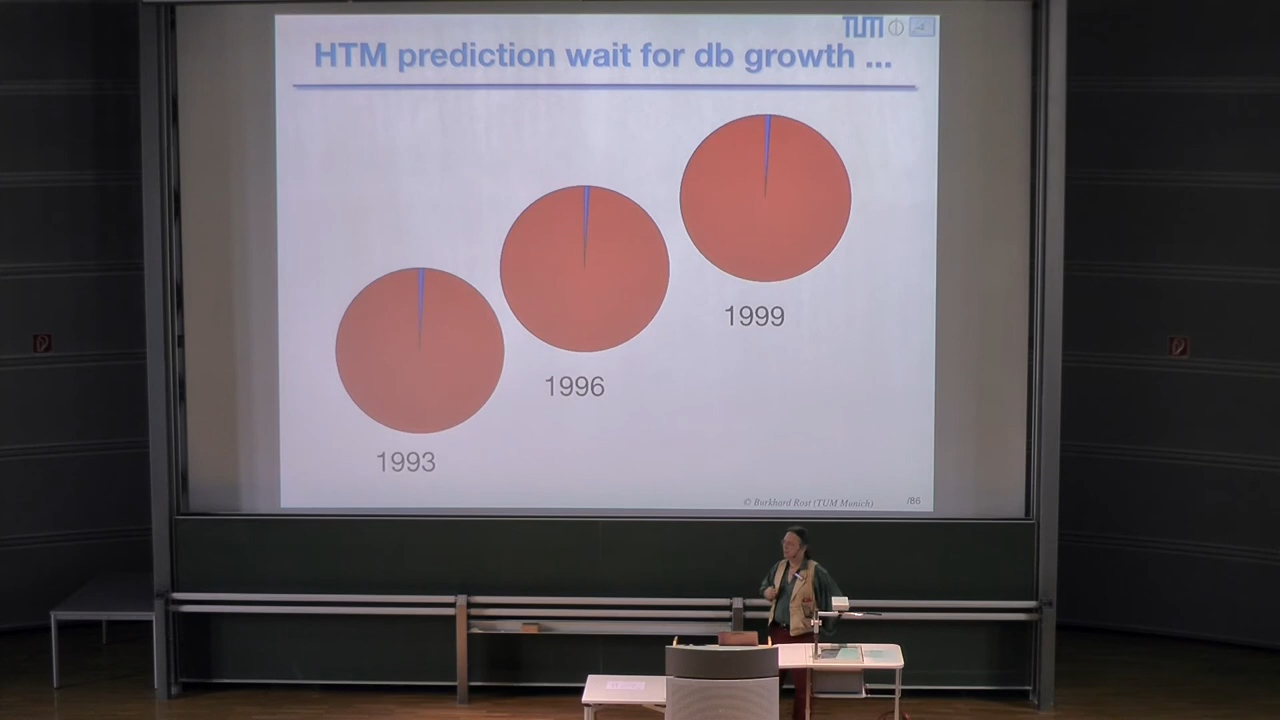 TUM
HTM prediction wait for db growth ...
1999
1996
1993
© Burkhard Rost (TUM Munich)
/86